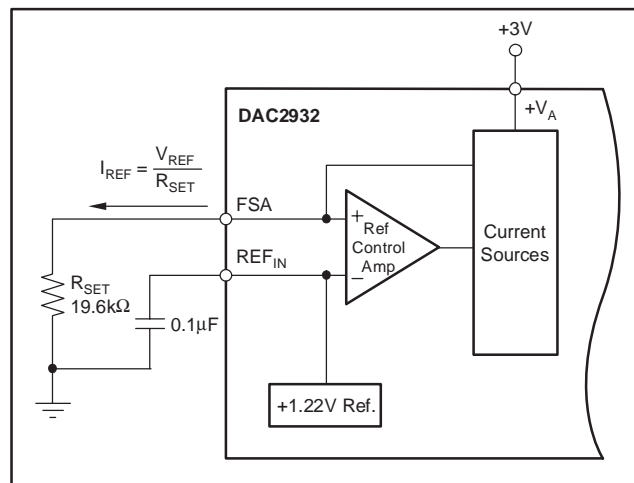 +3V
+V_A
DAC2932
I_REF = V_REF / R_SET
FSA
+
Ref
Control
Amp
−
REF_IN
Current
Sources
R_SET
19.6kΩ
0.1µF
+1.22V Ref.